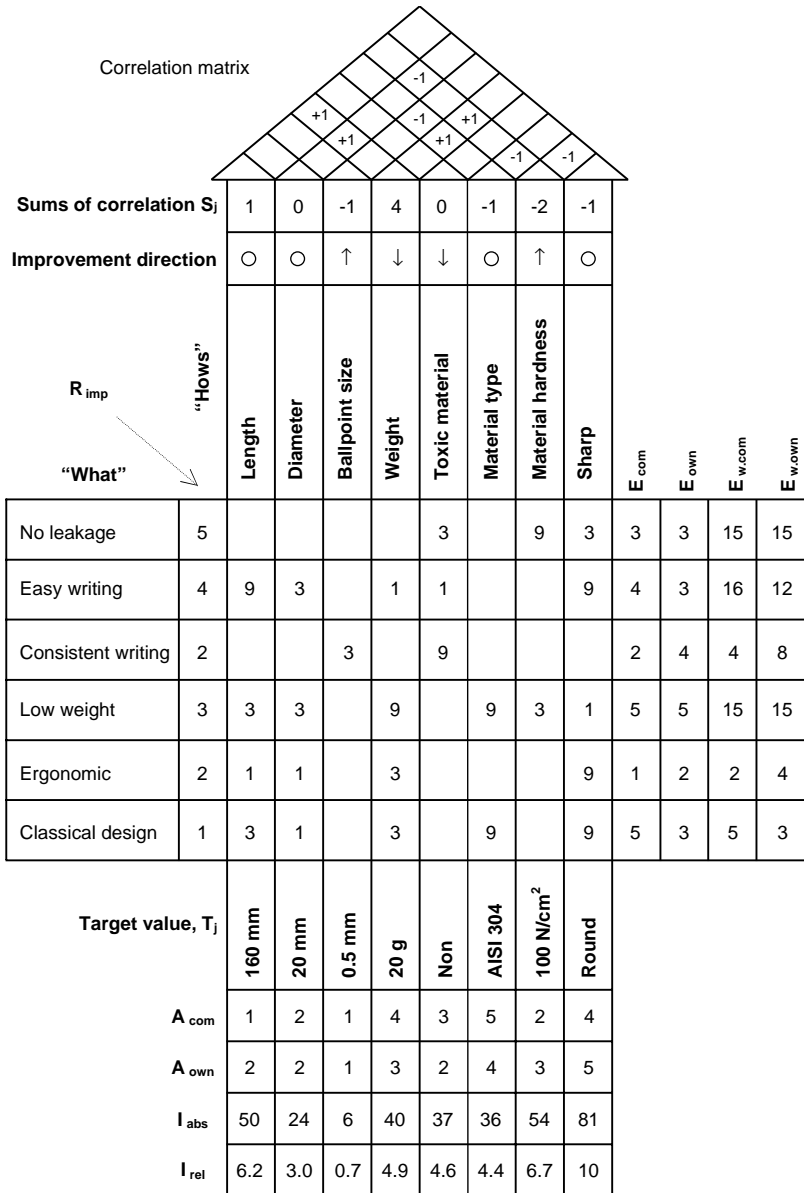 Correlation matrix
-1
+1 -1 +1
+1 +1
-1 -1
Sums of correlation Sj 1 0 -1 4 0 -1 -2 -1
Improvement direction ○ ○ ↑ ↓ ↓ ○ ↑ ○
R imp
“Hows”
“What”
Length
Diameter
Ballpoint size
Weight
Toxic material
Material type
Material hardness
Sharp
E com
E own
E w.com
E w.own
No leakage 5 3 9 3 3 3 15 15
Easy writing 4 9 3 1 1 9 4 3 16 12
Consistent writing 2 3 9 2 4 4 8
Low weight 3 3 3 9 9 3 1 5 5 15 15
Ergonomic 2 1 1 3 9 1 2 2 4
Classical design 1 3 1 3 9 9 5 3 5 3
Target value, Tj 160 mm 20 mm 0.5 mm 20 g Non AISI 304 100 N/cm² Round
A com 1 2 1 4 3 5 2 4
A own 2 2 1 3 2 4 3 5
I abs 50 24 6 40 37 36 54 81
I rel 6.2 3.0 0.7 4.9 4.6 4.4 6.7 10